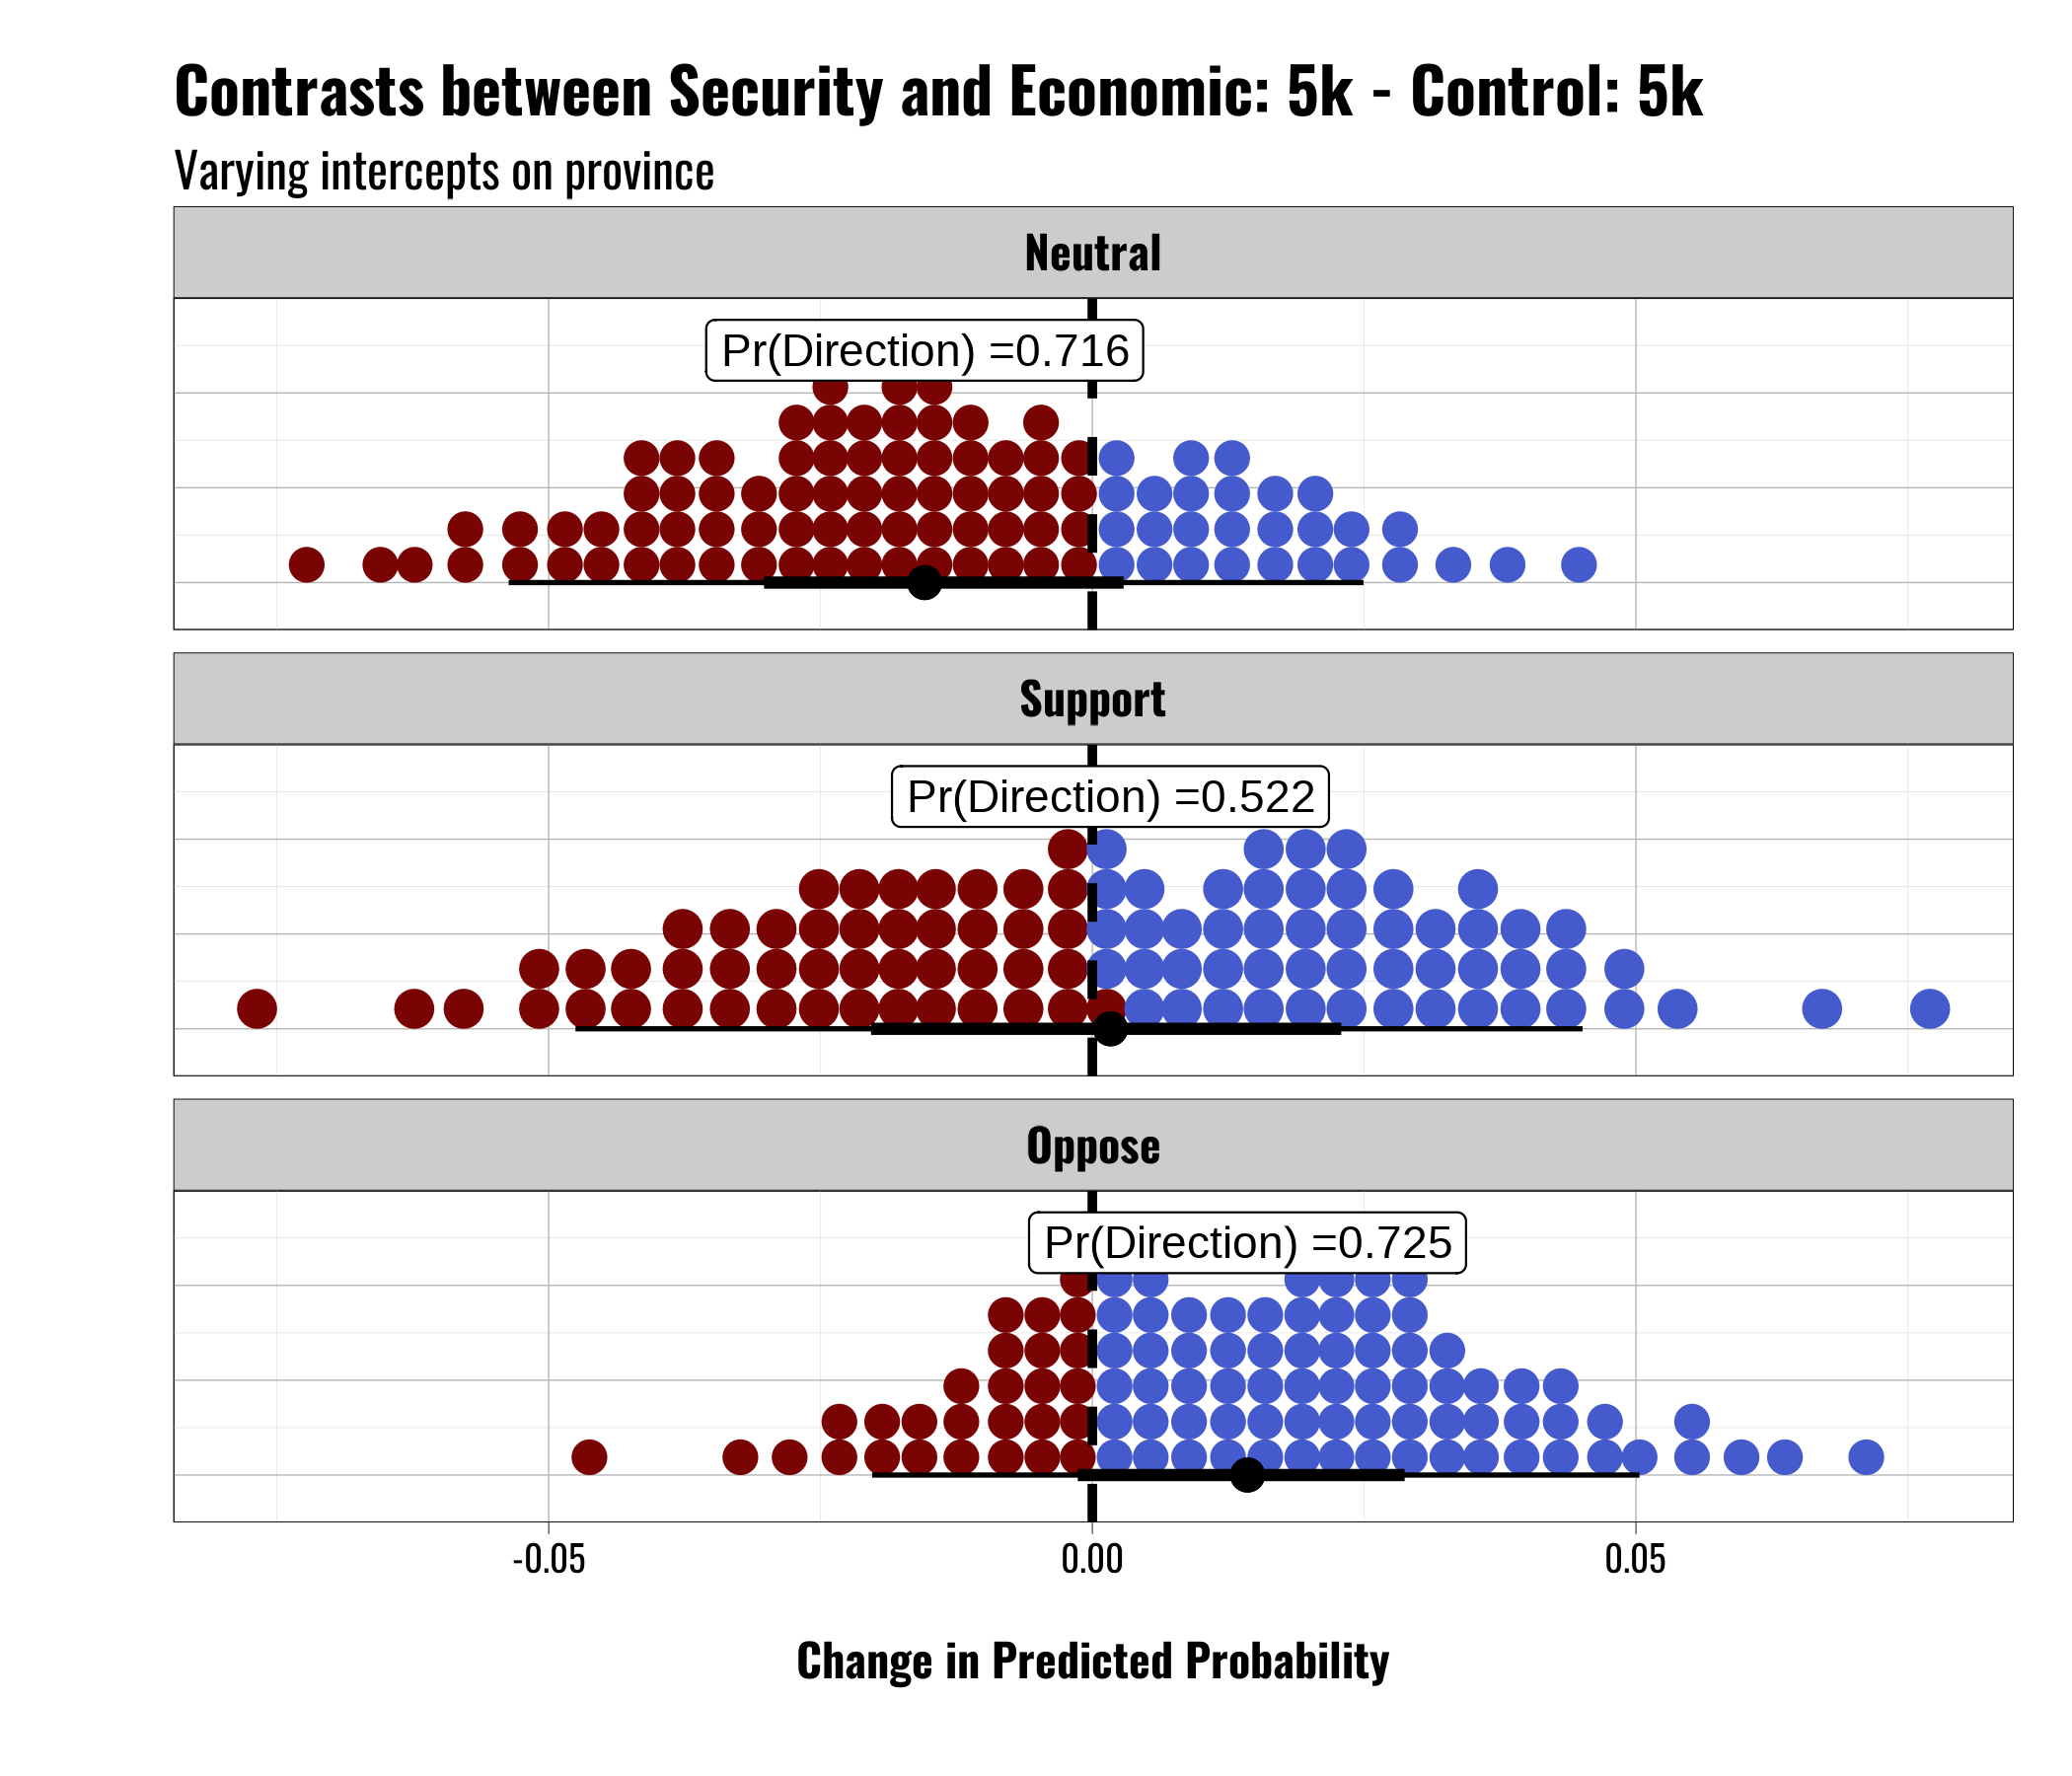 Contrasts between Security and Economic: 5k - Control: 5k
Varying intercepts on province
Neutral
Pr(Direction) =0.716
Support
Pr(Direction) =0.522
Oppose
Pr(Direction) =0.725
-0.05 0.00 0.05
Change in Predicted Probability